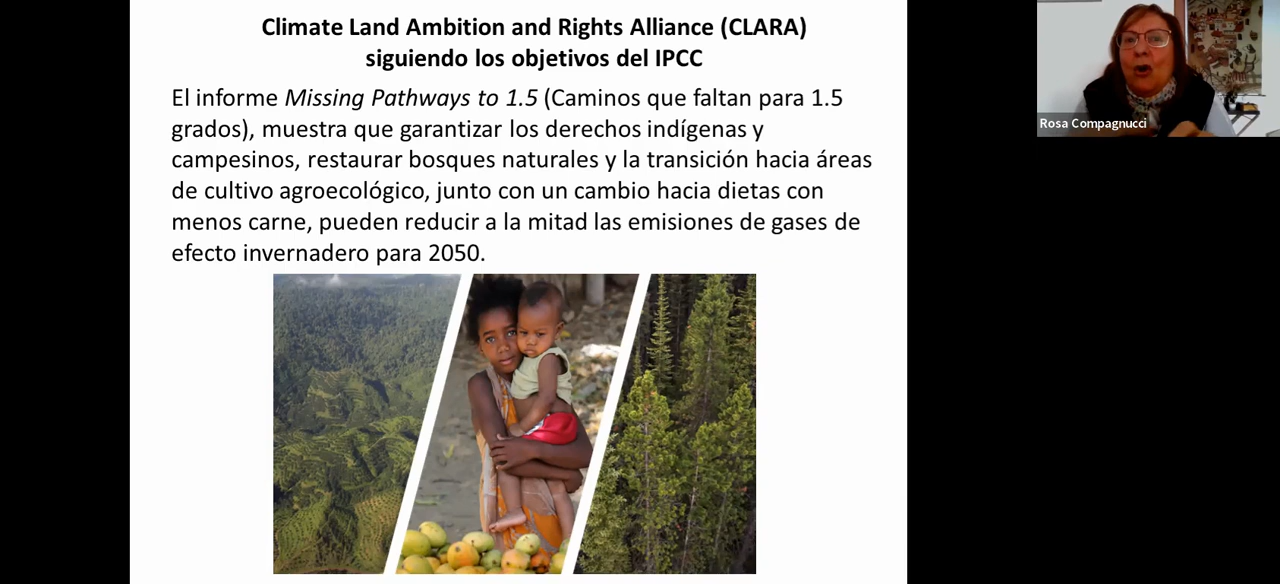 Climate Land Ambition and Rights Alliance (CLARA)
siguiendo los objetivos del IPCC
El informe Missing Pathways to 1.5 (Caminos que faltan para 1.5
grados), muestra que garantizar los derechos indígenas y
campesinos, restaurar bosques naturales y la transición hacia áreas
de cultivo agroecológico, junto con un cambio hacia dietas con
menos carne, pueden reducir a la mitad las emisiones de gases de
efecto invernadero para 2050.
Rosa Compagnucci